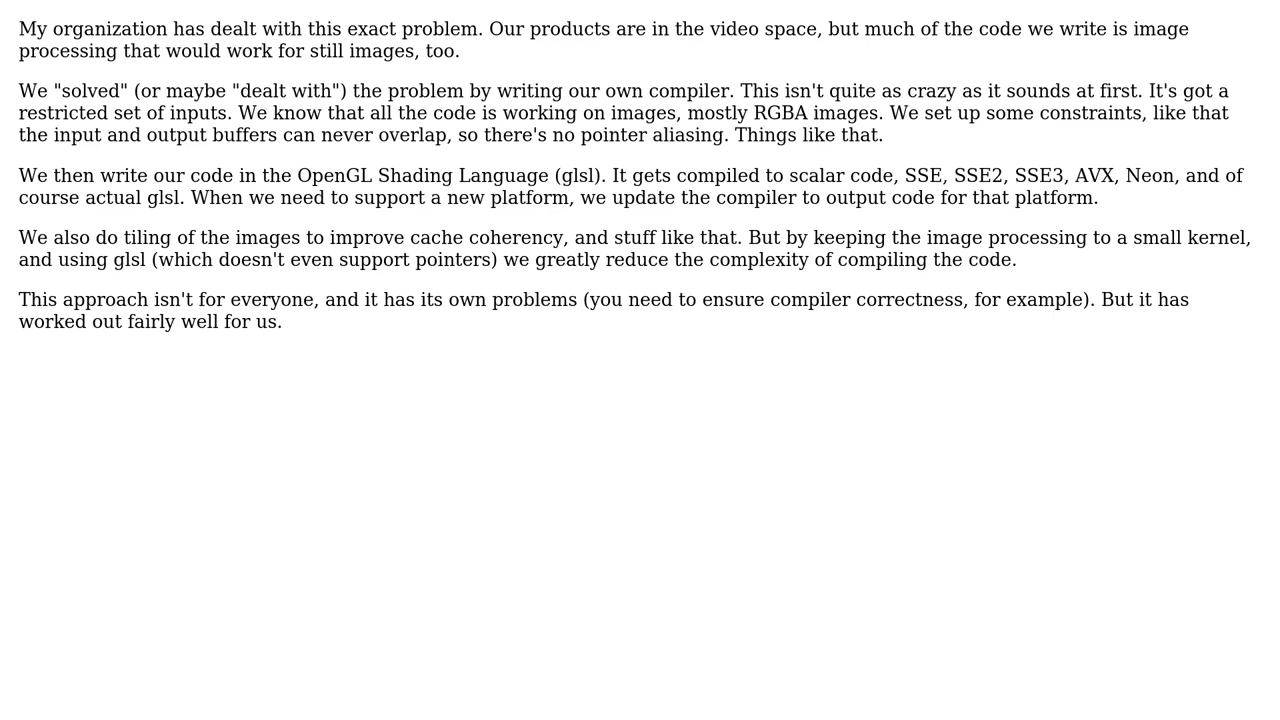 My organization has dealt with this exact problem. Our products are in the video space, but much of the code we write is image
processing that would work for still images, too.
We "solved" (or maybe "dealt with") the problem by writing our own compiler. This isn't quite as crazy as it sounds at first. It's got a
restricted set of inputs. We know that all the code is working on images, mostly RGBA images. We set up some constraints, like that
the input and output buffers can never overlap, so there's no pointer aliasing. Things like that.
We then write our code in the OpenGL Shading Language (glsl). It gets compiled to scalar code, SSE, SSE2, SSE3, AVX, Neon, and of
course actual glsl. When we need to support a new platform, we update the compiler to output code for that platform.
We also do tiling of the images to improve cache coherency, and stuff like that. But by keeping the image processing to a small kernel,
and using glsl (which doesn't even support pointers) we greatly reduce the complexity of compiling the code.
This approach isn't for everyone, and it has its own problems (you need to ensure compiler correctness, for example). But it has
worked out fairly well for us.